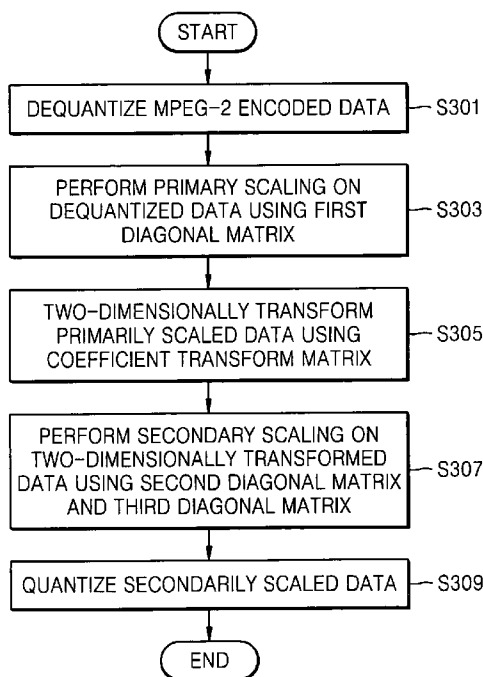 START
DEQUANTIZE MPEG-2 ENCODED DATA
S301
PERFORM PRIMARY SCALING ON
DEQUANTIZED DATA USING FIRST
DIAGONAL MATRIX
S303
TWO-DIMENSIONALLY TRANSFORM
PRIMARILY SCALED DATA USING
COEFFICIENT TRANSFORM MATRIX
S305
PERFORM SECONDARY SCALING ON
TWO-DIMENSIONALLY TRANSFORMED
DATA USING SECOND DIAGONAL MATRIX
AND THIRD DIAGONAL MATRIX
S307
QUANTIZE SECONDARILY SCALED DATA
S309
END